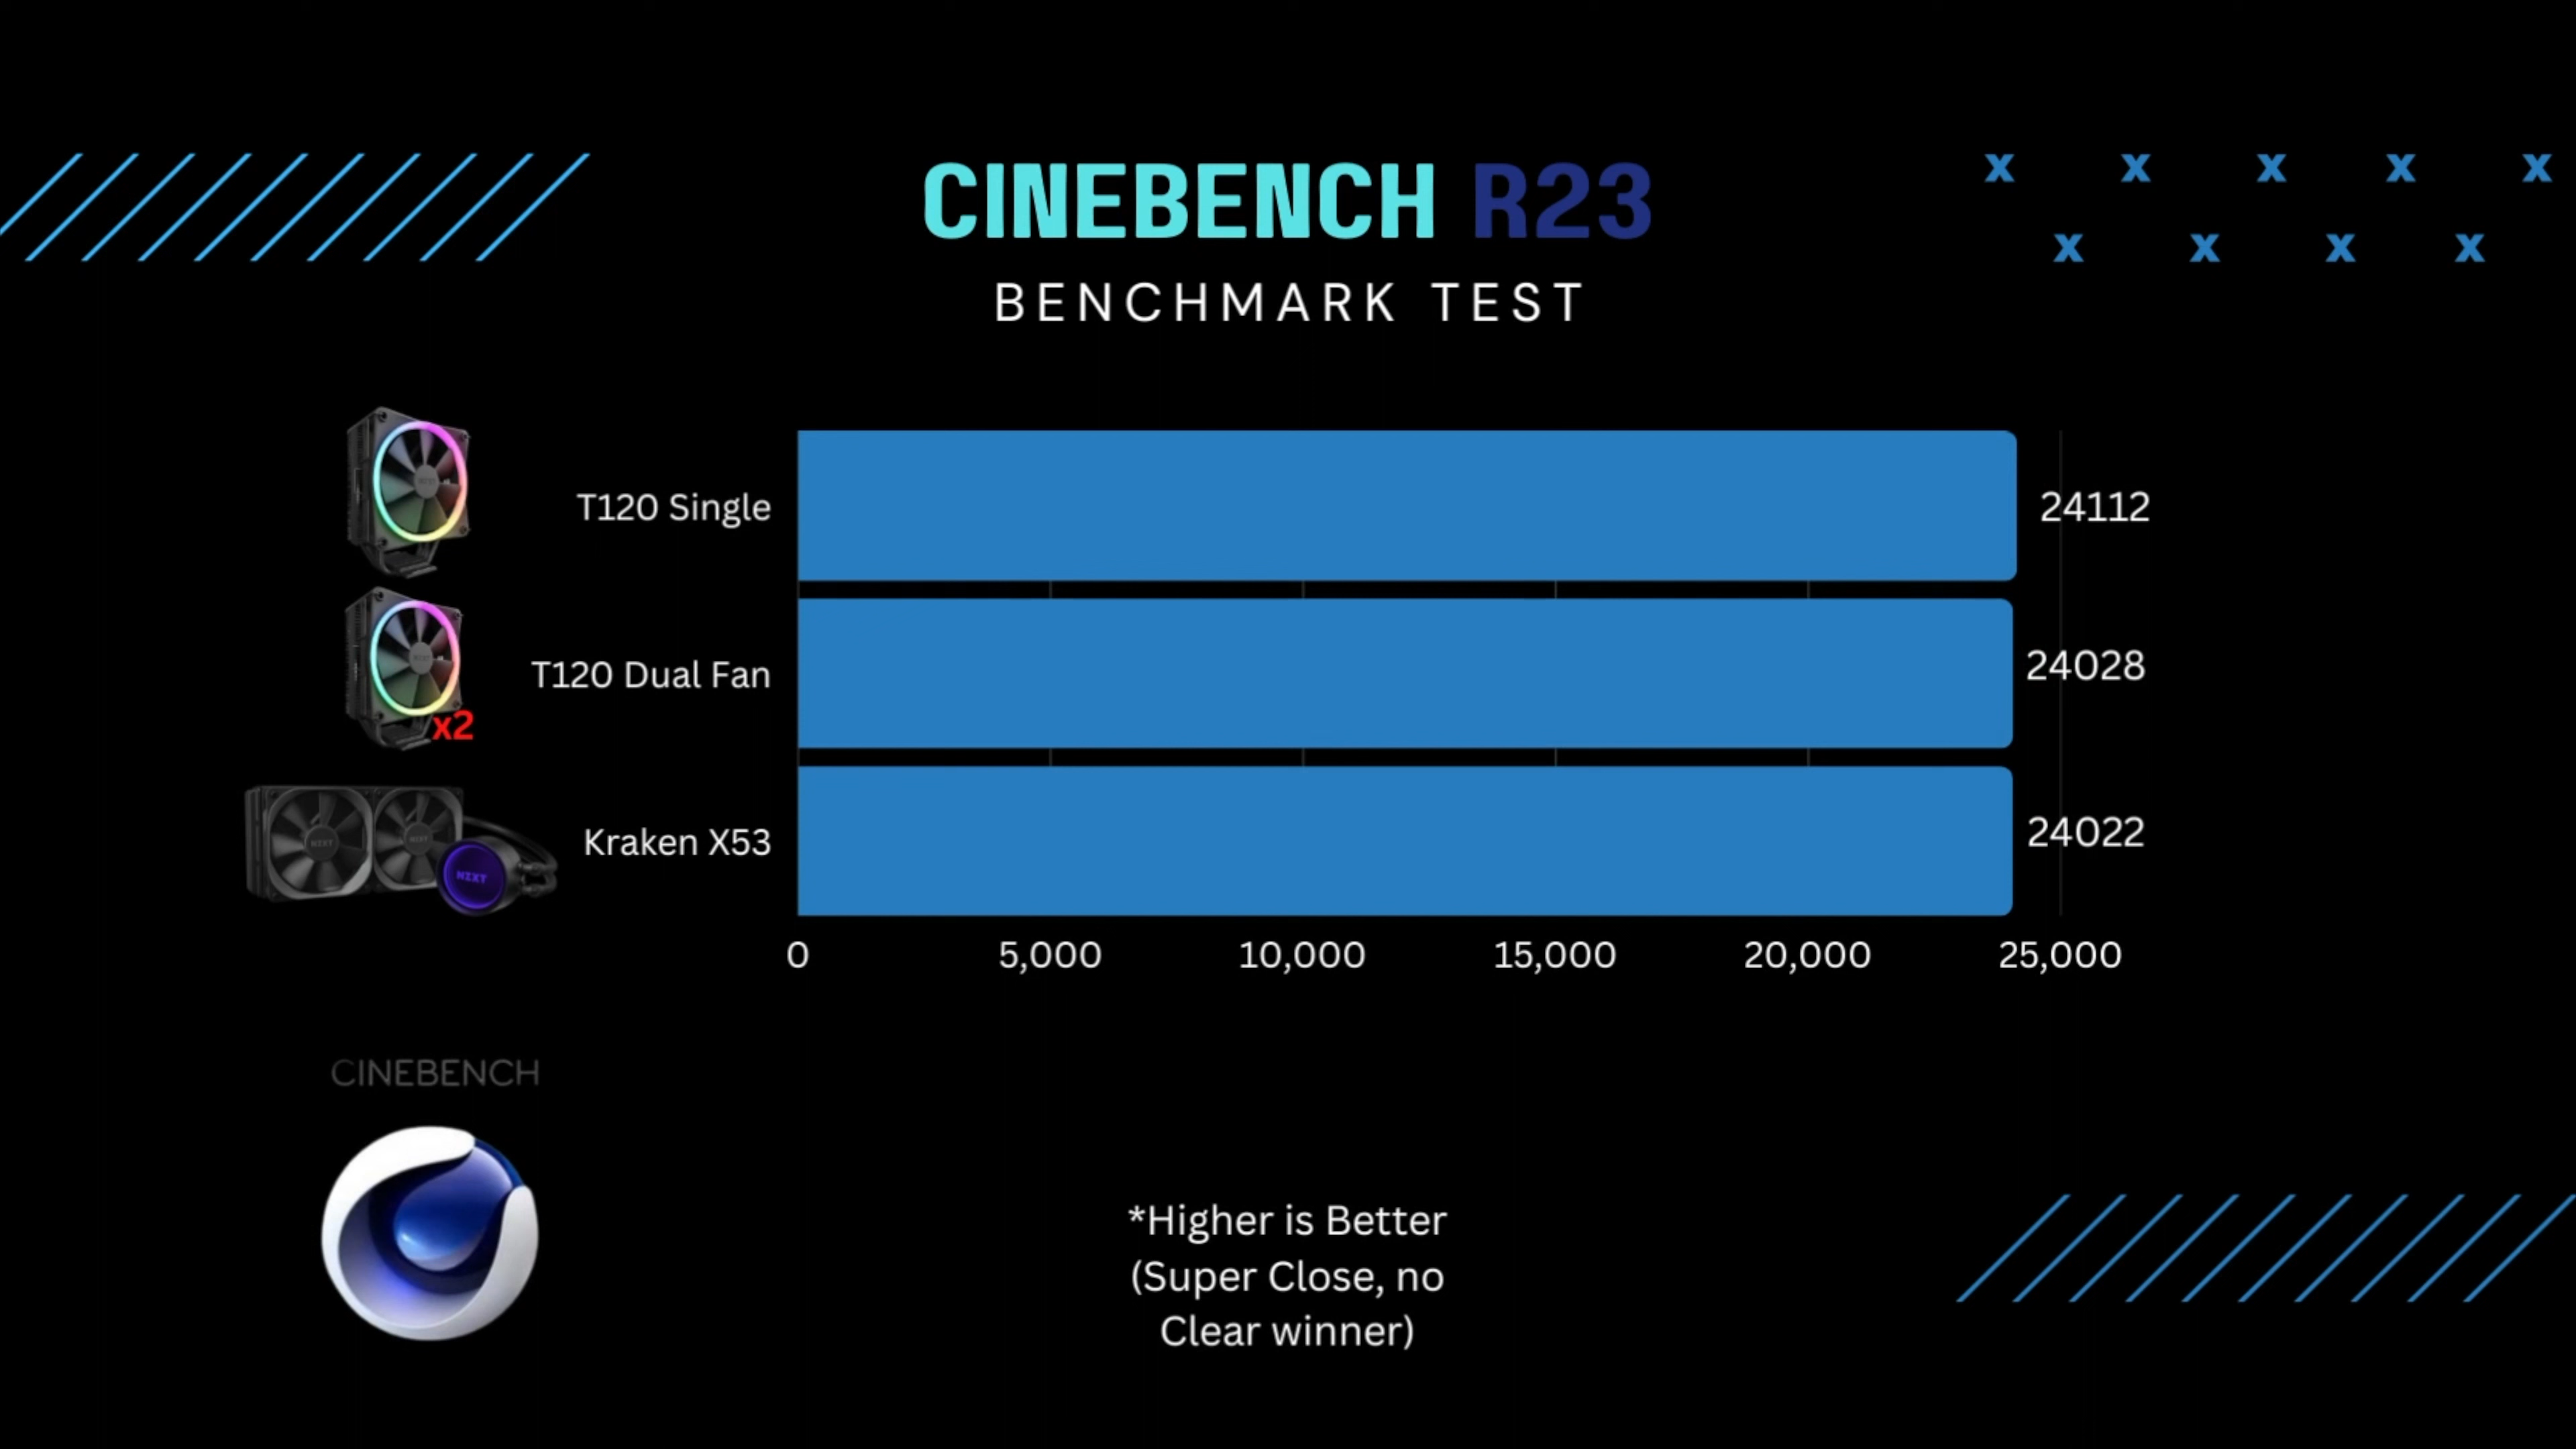 CINEBENCH R23
BENCHMARK TEST
T120 Single
24112
x2
T120 Dual Fan
24028
NZXT
Kraken X53
24022
0
5,000
10,000
15,000
20,000
25,000
CINEBENCH
*Higher is Better
(Super Close, no
Clear winner)